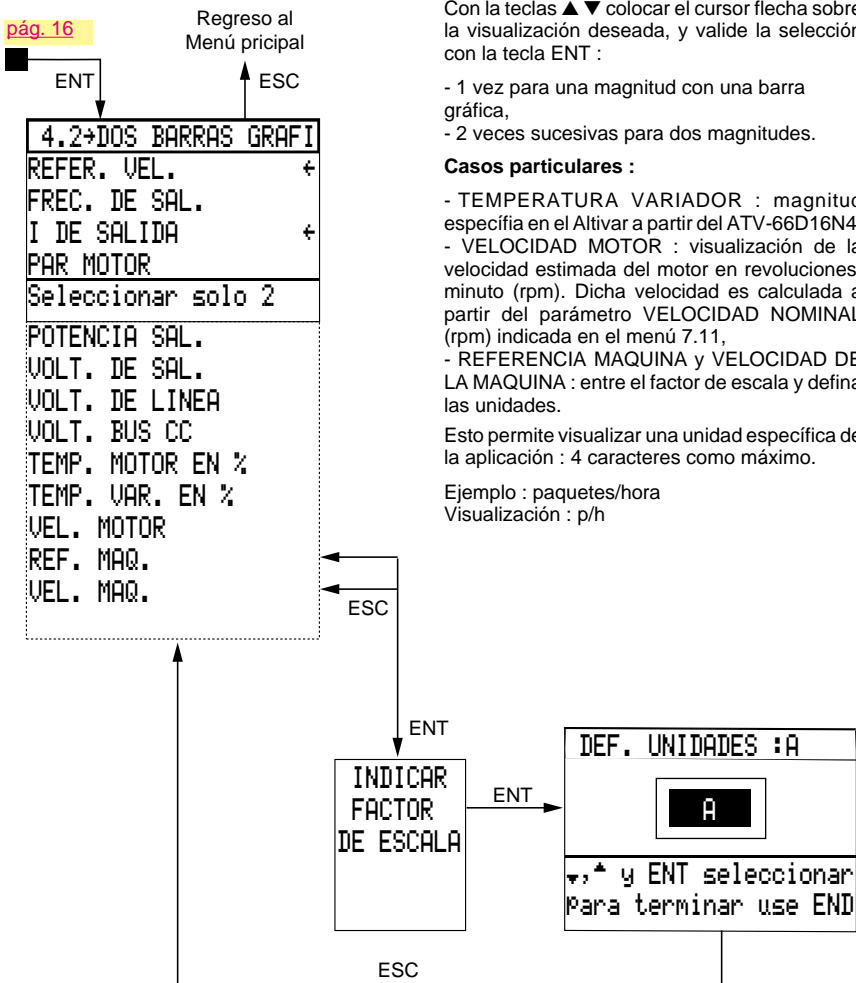 pág. 16
Regreso al
Menú pricipal
ENT
ESC
4.2→DOS BARRAS GRAFI
REFER. VEL. ←
FREC. DE SAL.
I DE SALIDA ←
PAR MOTOR
Seleccionar solo 2
POTENCIA SAL.
VOLT. DE SAL.
VOLT. DE LINEA
VOLT. BUS CC
TEMP. MOTOR EN %
TEMP. VAR. EN %
VEL. MOTOR
REF. MAQ.
VEL. MAQ.
Con la teclas ▲ ▼ colocar el cursor flecha sobre
la visualización deseada, y valide la selección
con la tecla ENT :
- 1 vez para una magnitud con una barra
gráfica,
- 2 veces sucesivas para dos magnitudes.
Casos particulares :
- TEMPERATURA VARIADOR : magnitud
específia en el Altivar a partir del ATV-66D16N4
- VELOCIDAD MOTOR : visualización de la
velocidad estimada del motor en revoluciones
minuto (rpm). Dicha velocidad es calculada a
partir del parámetro VELOCIDAD NOMINAL
(rpm) indicada en el menú 7.11,
- REFERENCIA MAQUINA y VELOCIDAD DE
LA MAQUINA : entre el factor de escala y defina
las unidades.
Esto permite visualizar una unidad específica de
la aplicación : 4 caracteres como máximo.
Ejemplo : paquetes/hora
Visualización : p/h
ESC
ENT
INDICAR
FACTOR
DE ESCALA
ENT
DEF. UNIDADES :A
A
▼,▲ y ENT seleccionar
Para terminar use END
ESC